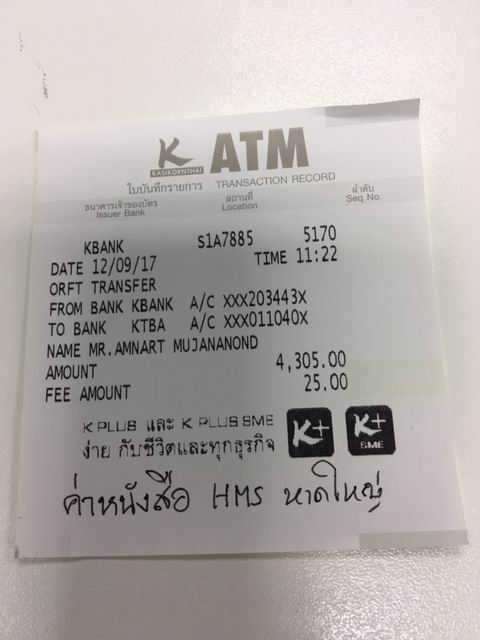 K ATM
KASIKORNTHAI
ใบบันทึกรายการ TRANSACTION RECORD
ธนาคารเจ้าของบัตร สถานที่ ลำดับ
Issuer Bank Location Seq No.
KBANK S1A7885 5170
DATE 12/09/17 TIME 11:22
ORFT TRANSFER
FROM BANK KBANK A/C XXX203443X
TO BANK KTBA A/C XXX011040X
NAME MR.AMNART MUJANANOND
AMOUNT 4,305.00
FEE AMOUNT 25.00
K PLUS และ K PLUS SME K+ K+
ง่าย กับชีวิตและทุกธุรกิจ SME
ค่าหนังสือ HMS หาดใหญ่